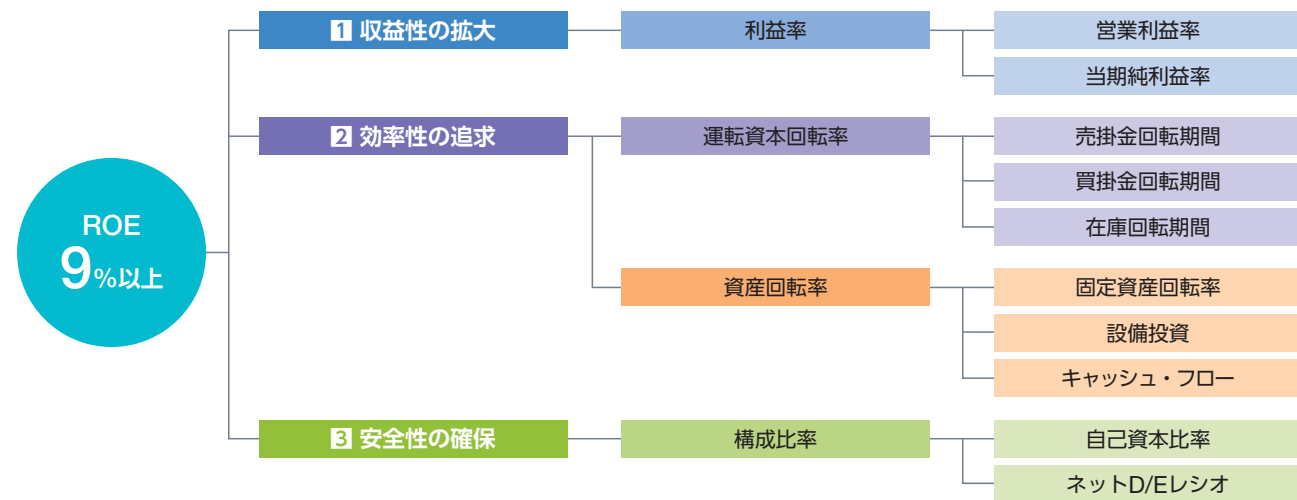 ROE
9%以上
1 収益性の拡大
利益率
営業利益率
当期純利益率
2 効率性の追求
運転資本回転率
売掛金回転期間
買掛金回転期間
在庫回転期間
資産回転率
固定資産回転率
設備投資
キャッシュ・フロー
3 安全性の確保
構成比率
自己資本比率
ネットD/Eレシオ